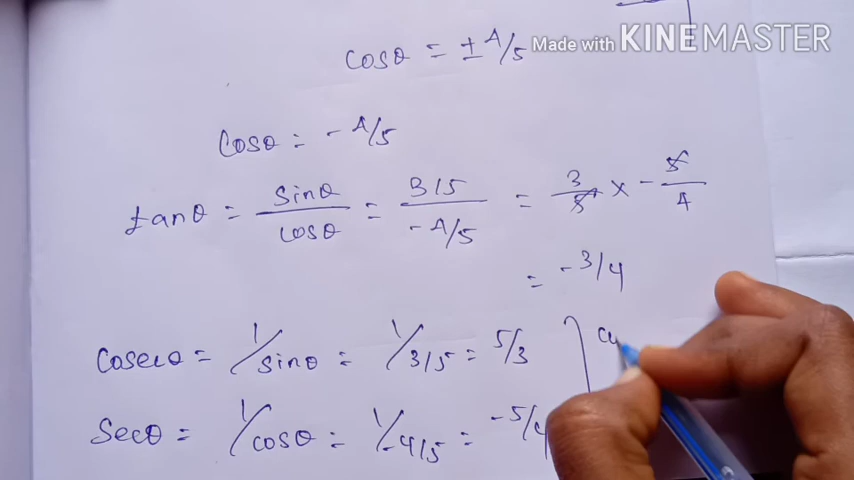 cosθ = ±4/5
Made with KINEMASTER
cosθ = -4/5
tanθ = sinθ/cosθ = 3/5/-4/5 = 3/5 x -5/4
= -3/4
cosecθ = 1/sinθ = 1/3/5 = 5/3
secθ = 1/cosθ = 1/-4/5 = -5/4